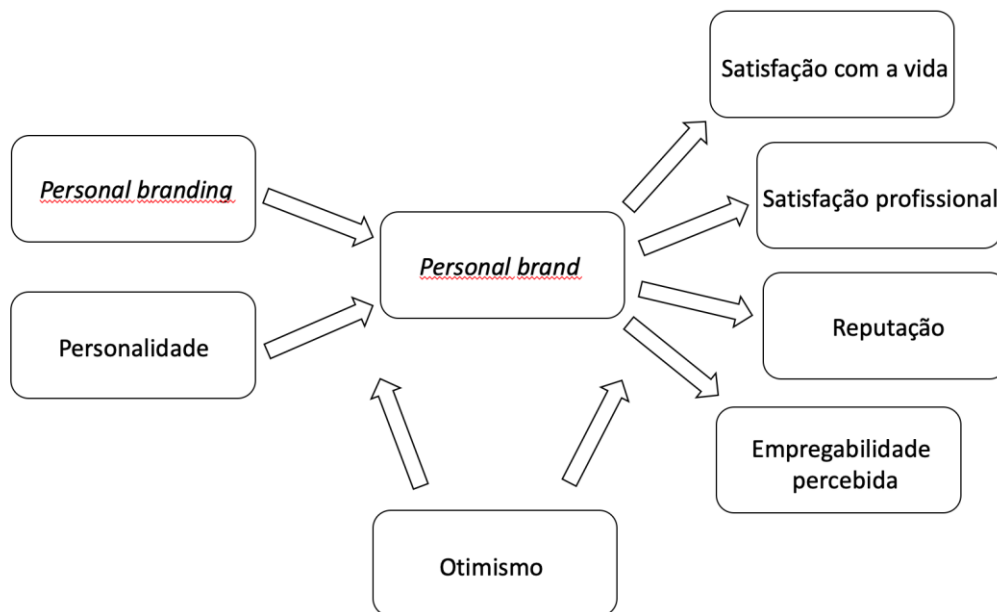 Satisfação com a vida
Personal branding
Satisfação profissional
Personal brand
Personalidade
Reputação
Empregabilidade
percebida
Otimismo